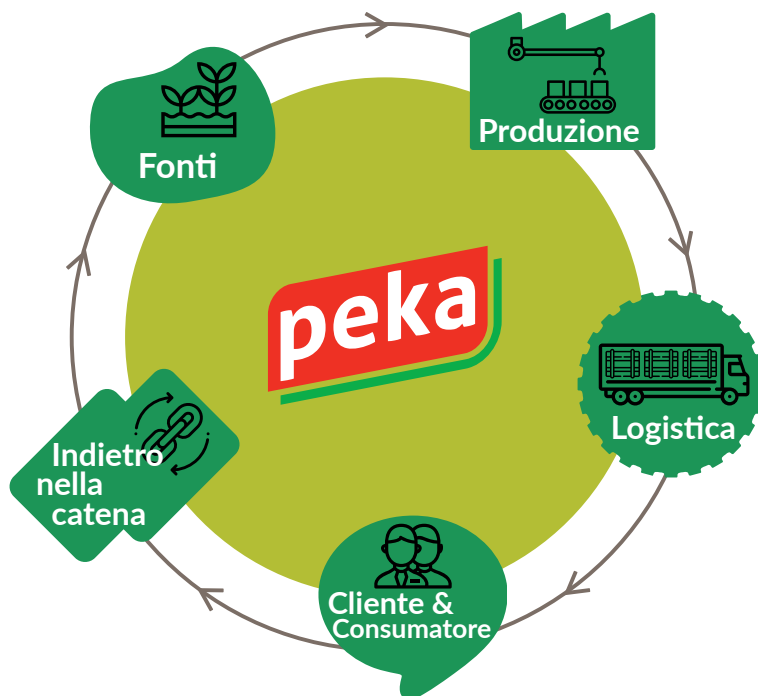 Fonti
Produzione
peka
Logistica
Indietro
nella
catena
Cliente &
Consumatore